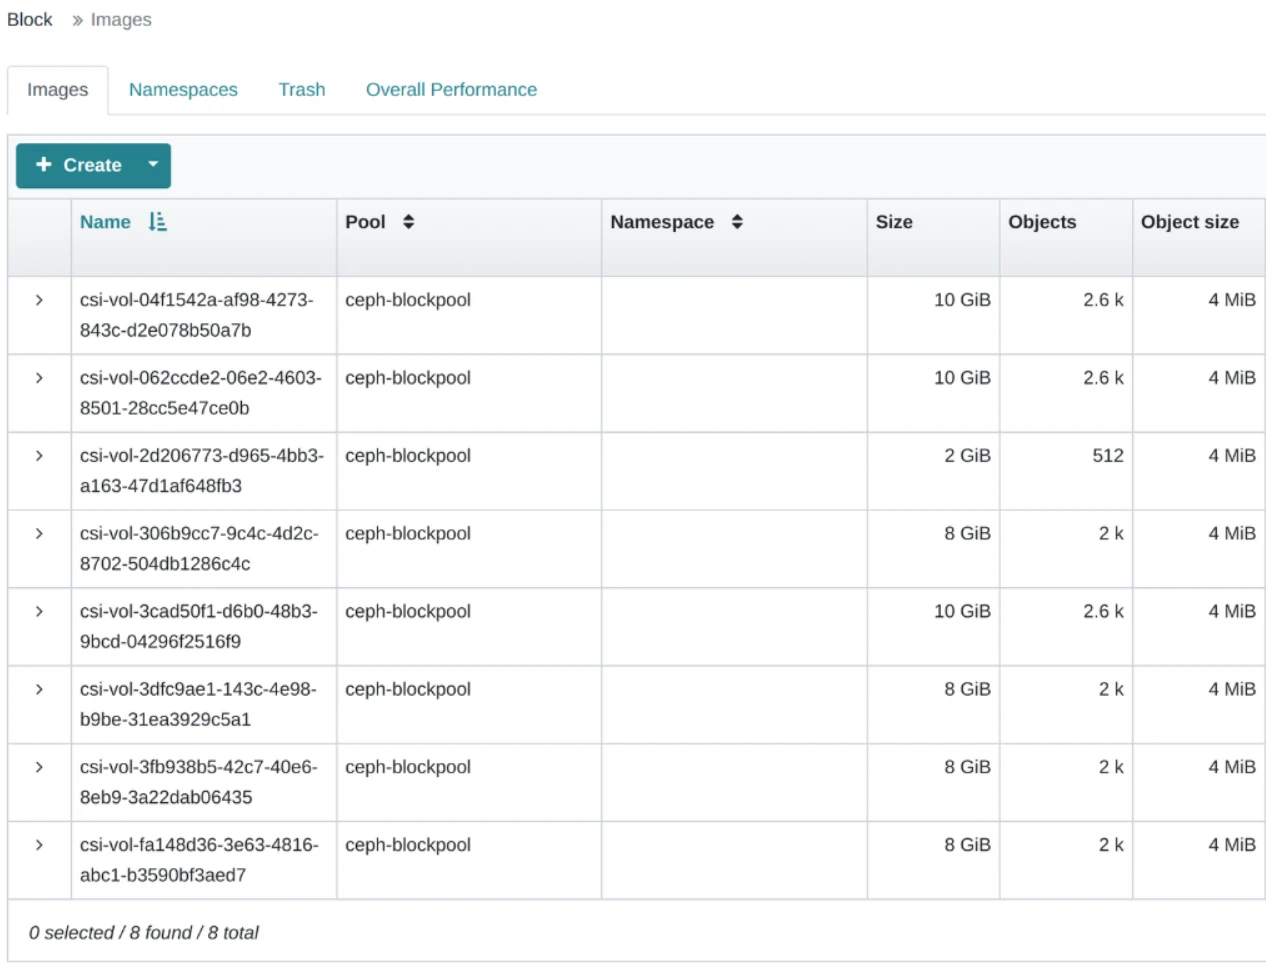 Block » Images
Images Namespaces Trash Overall Performance
+ Create
Name Pool Namespace Size Objects Object size
csi-vol-04f1542a-af98-4273- ceph-blockpool 10 GiB 2.6 k 4 MiB
843c-d2e078b50a7b
csi-vol-062ccde2-06e2-4603- ceph-blockpool 10 GiB 2.6 k 4 MiB
8501-28cc5e47ce0b
csi-vol-2d206773-d965-4bb3- ceph-blockpool 2 GiB 512 4 MiB
a163-47d1af648fb3
csi-vol-306b9cc7-9c4c-4d2c- ceph-blockpool 8 GiB 2 k 4 MiB
8702-504db1286c4c
csi-vol-3cad50f1-d6b0-48b3- ceph-blockpool 10 GiB 2.6 k 4 MiB
9bcd-04296f2516f9
csi-vol-3dfc9ae1-143c-4e98- ceph-blockpool 8 GiB 2 k 4 MiB
b9be-31ea3929c5a1
csi-vol-3fb938b5-42c7-40e6- ceph-blockpool 8 GiB 2 k 4 MiB
8eb9-3a22dab06435
csi-vol-fa148d36-3e63-4816- ceph-blockpool 8 GiB 2 k 4 MiB
abc1-b3590bf3aed7
0 selected / 8 found / 8 total